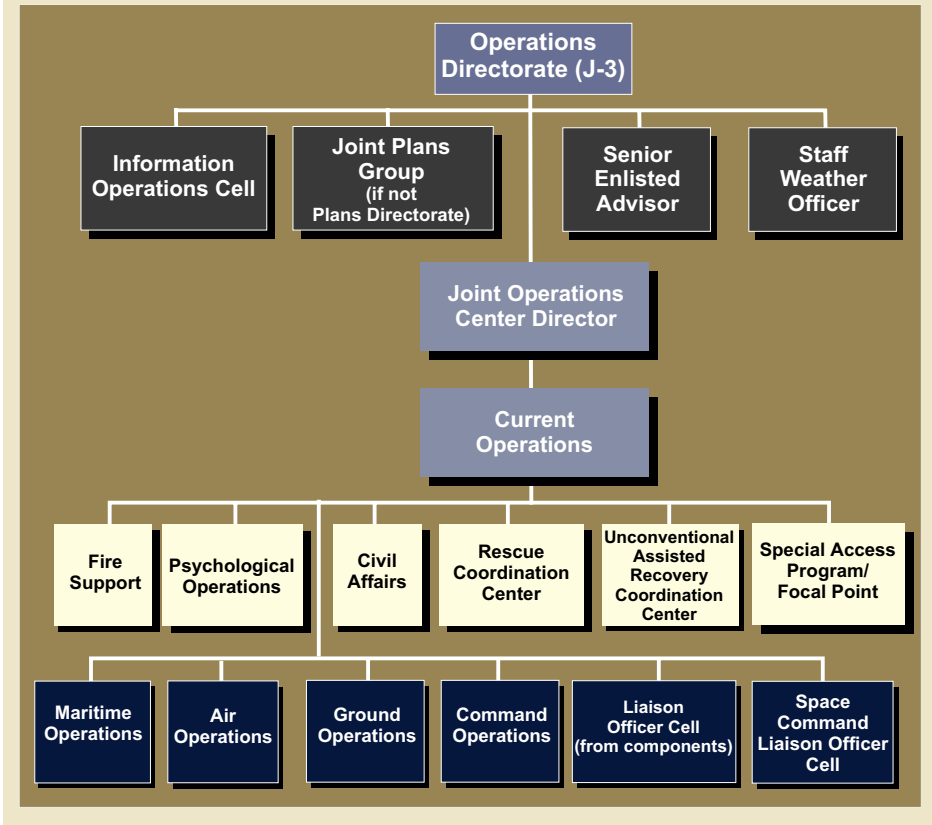 Operations
Directorate (J-3)
Information
Operations Cell
Joint Plans
Group
(if not
Plans Directorate)
Senior
Enlisted
Advisor
Staff
Weather
Officer
Joint Operations
Center Director
Current
Operations
Fire
Support
Psychological
Operations
Civil
Affairs
Rescue
Coordination
Center
Unconventional
Assisted
Recovery
Coordination
Center
Special Access
Program/
Focal Point
Maritime
Operations
Air
Operations
Ground
Operations
Command
Operations
Liaison
Officer Cell
(from components)
Space
Command
Liaison Officer
Cell